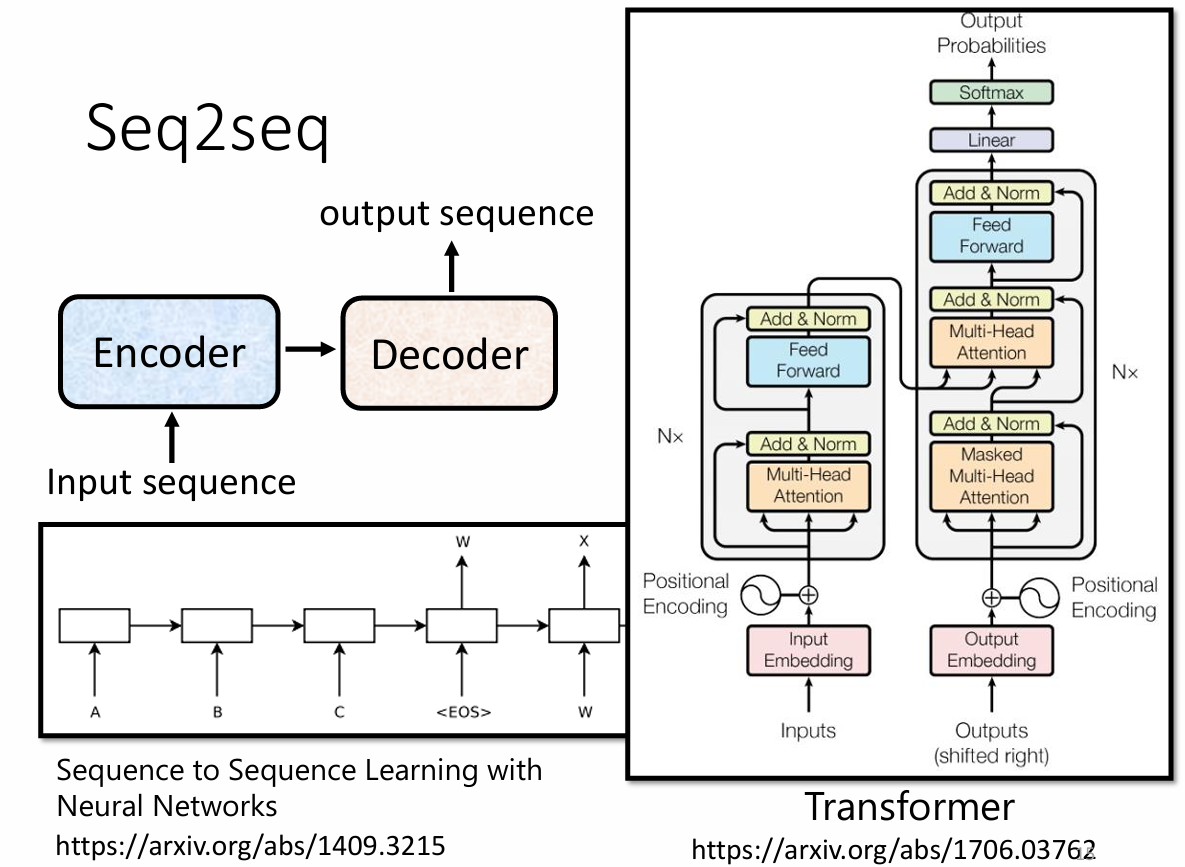 Seq2seq
output sequence
Encoder
Decoder
Input sequence
W
X
A
B
C
<EOS>
W
Sequence to Sequence Learning with
Neural Networks
https://arxiv.org/abs/1409.3215
Output
Probabilities
Softmax
Linear
Add & Norm
Feed
Forward
Add & Norm
Multi-Head
Attention
Nx
Add & Norm
Masked
Multi-Head
Attention
Add & Norm
Feed
Forward
Nx
Add & Norm
Multi-Head
Attention
Positional
Encoding
Positional
Encoding
Input
Embedding
Output
Embedding
Inputs
Outputs
(shifted right)
Transformer
https://arxiv.org/abs/1706.03762